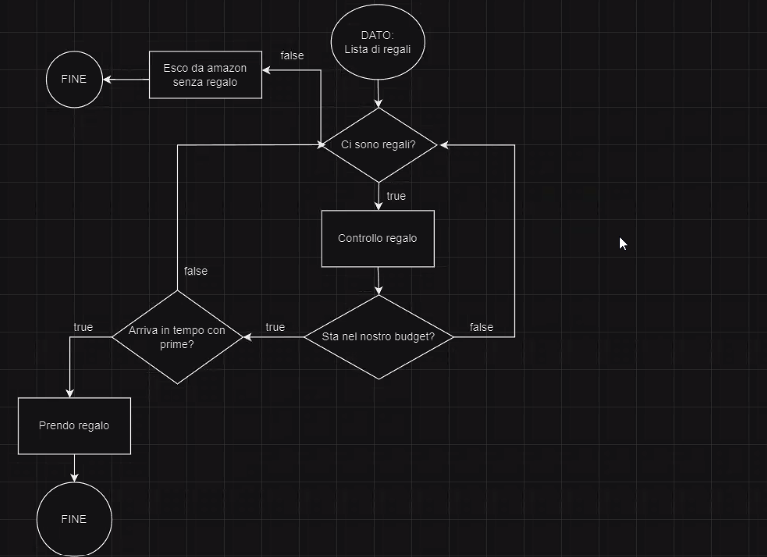 DATO:
Lista di regali
false
Esco da amazon
senza regalo
FINE
Ci sono regali?
true
Controllo regalo
false
true
Arriva in tempo con
prime?
true
Sta nel nostro budget?
false
Prendo regalo
FINE